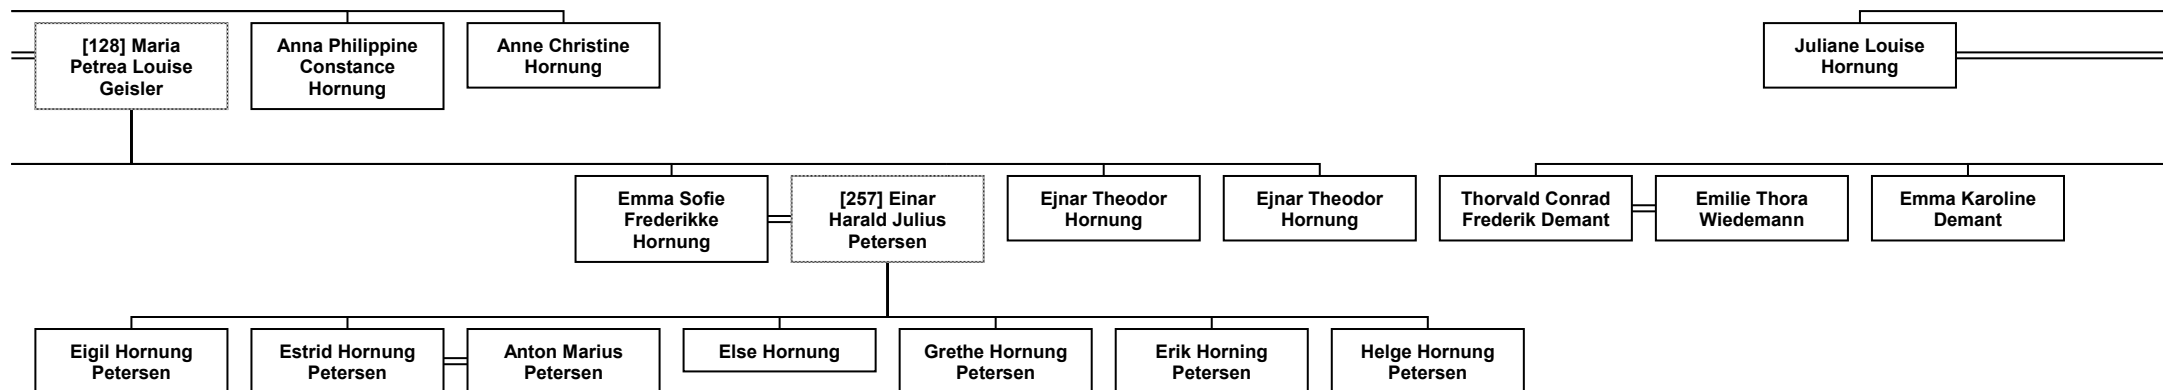 [128] Maria
Petrea Louise
Geisler
Anna Philippine
Constance
Hornung
Anne Christine
Hornung
Juliane Louise
Hornung
Emma Sofie
Frederikke
Hornung
[257] Einar
Harald Julius
Petersen
Ejnar Theodor
Hornung
Ejnar Theodor
Hornung
Thorvald Conrad
Frederik Demant
Emilie Thora
Wiedemann
Emma Karoline
Demant
Eigil Hornung
Petersen
Estrid Hornung
Petersen
Anton Marius
Petersen
Else Hornung
Grethe Hornung
Petersen
Erik Horning
Petersen
Helge Hornung
Petersen